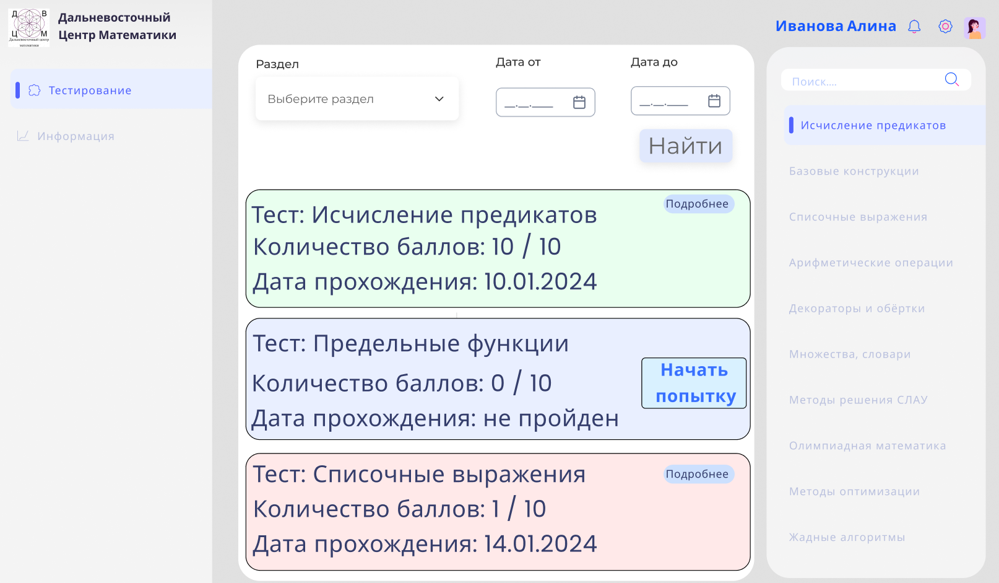 Д В
Ц М
Дальневосточный центр
математики
Дальневосточный
Центр Математики
Тестирование
Информация
Раздел
Выберите раздел
Дата от
__.__.____
Дата до
__.__.____
Найти
Тест: Исчисление предикатов
Подробнее
Количество баллов: 10 / 10
Дата прохождения: 10.01.2024
Тест: Предельные функции
Количество баллов: 0 / 10
Дата прохождения: не пройден
Начать
попытку
Тест: Списочные выражения
Подробнее
Количество баллов: 1 / 10
Дата прохождения: 14.01.2024
Иванова Алина
Поиск....
Исчисление предикатов
Базовые конструкции
Списочные выражения
Арифметические операции
Декораторы и обёртки
Множества, словари
Методы решения СЛАУ
Олимпиадная математика
Методы оптимизации
Жадные алгоритмы